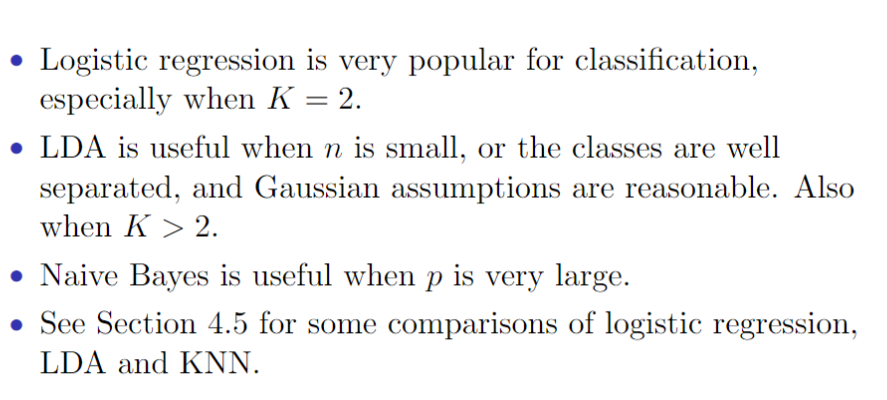 • Logistic regression is very popular for classification,
especially when K = 2.
• LDA is useful when n is small, or the classes are well
separated, and Gaussian assumptions are reasonable. Also
when K > 2.
• Naive Bayes is useful when p is very large.
• See Section 4.5 for some comparisons of logistic regression,
LDA and KNN.